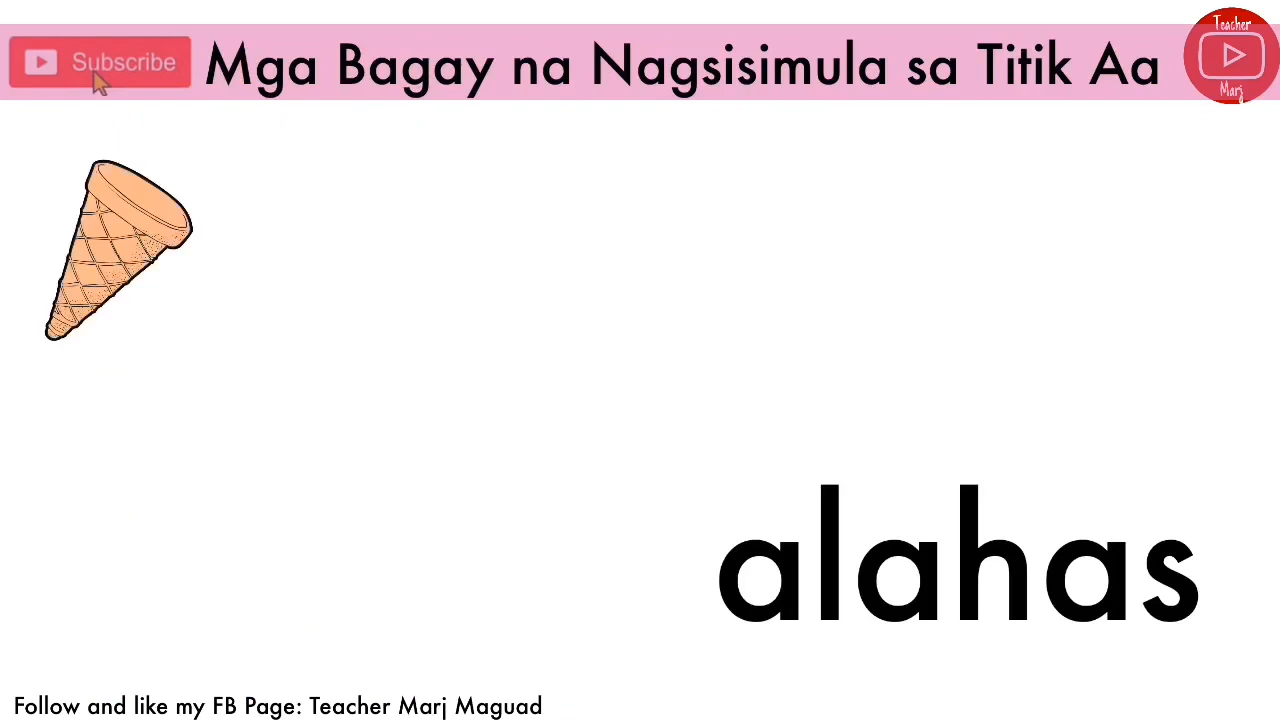 Subscribe
Mga Bagay na Nagsisimula sa Titik Aa
Teacher
Marj
alahas
Follow and like my FB Page: Teacher Marj Maguad